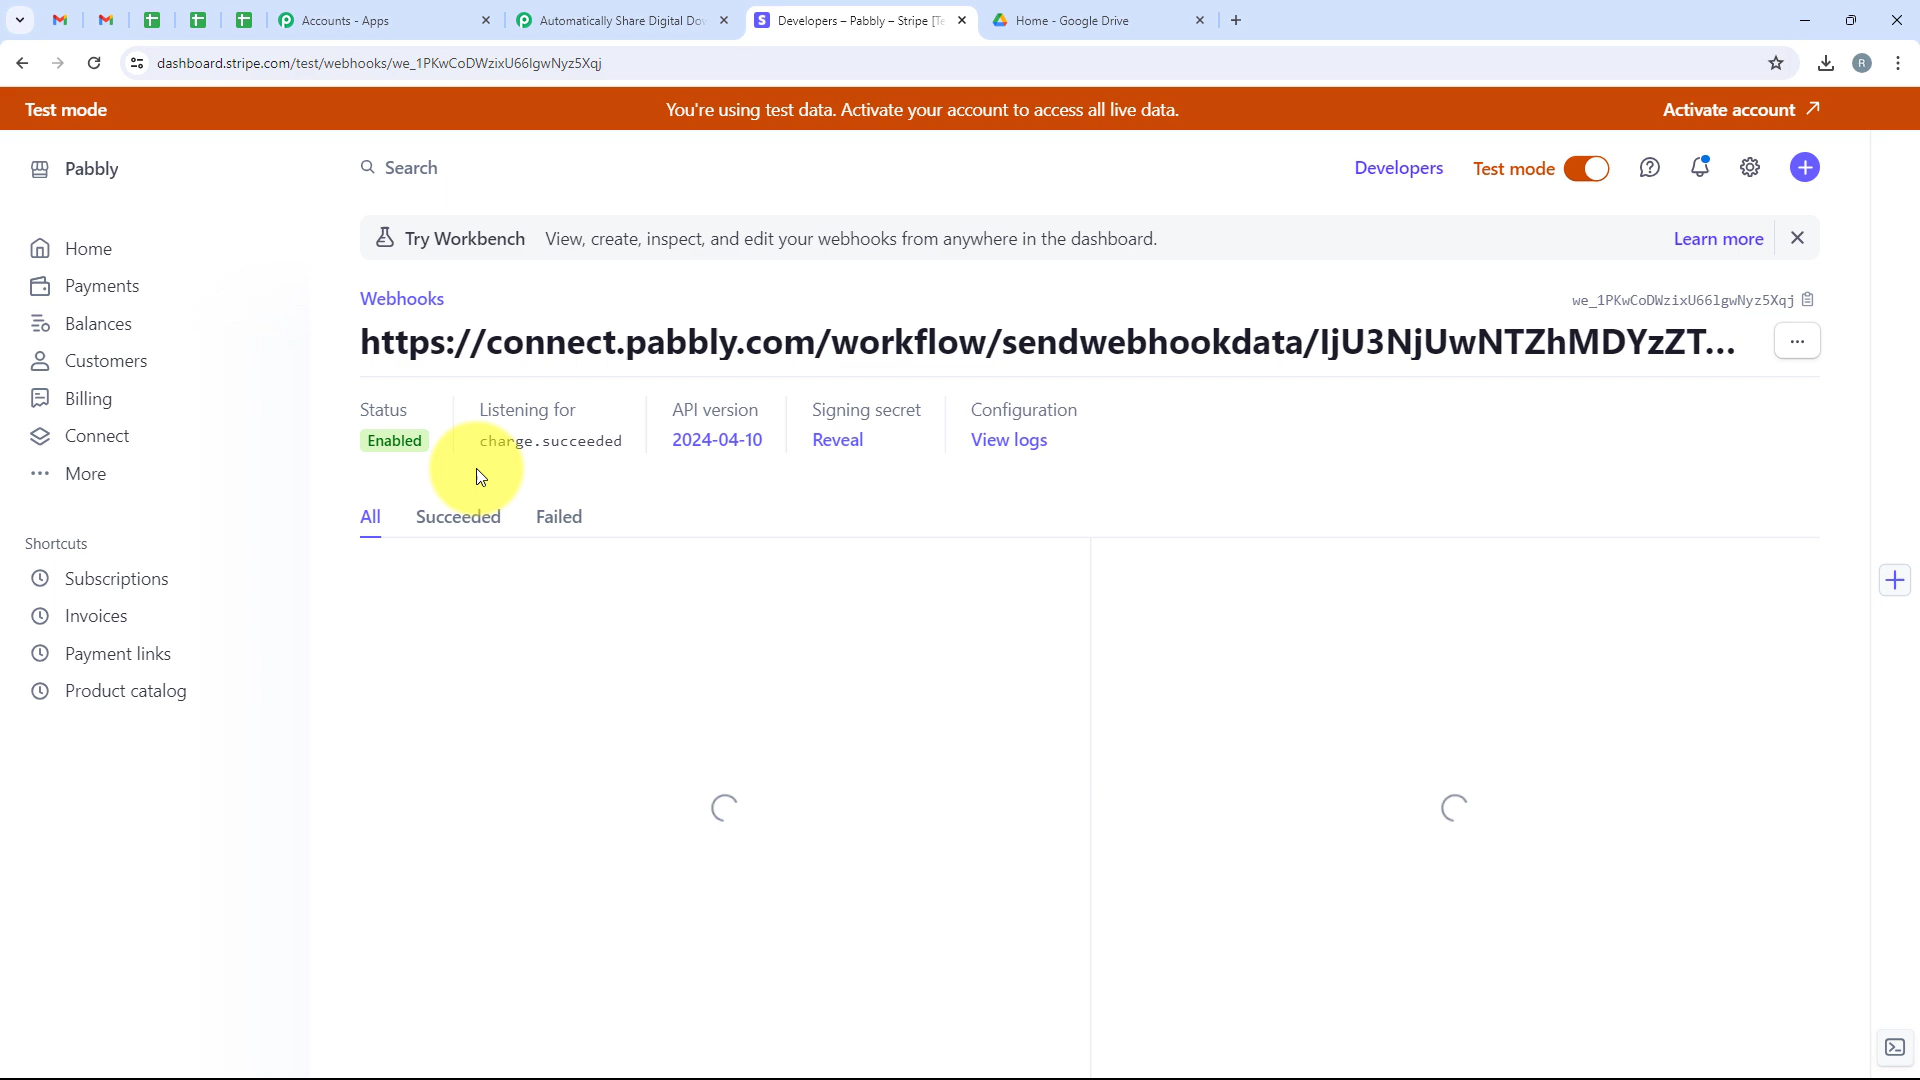 Accounts - Apps
Automatically Share Digital Do
Developers – Pabbly – Stripe [Te
Home - Google Drive
dashboard.stripe.com/test/webhooks/we_1PKwCoDWzixU66lgwNyz5Xqj
R
Test mode
You're using test data. Activate your account to access all live data.
Activate account
Pabbly
Search
Developers
Test mode
Try Workbench
View, create, inspect, and edit your webhooks from anywhere in the dashboard.
Learn more
Home
Payments
Balances
Customers
Billing
Connect
More
Shortcuts
Subscriptions
Invoices
Payment links
Product catalog
Webhooks
we_1PKwCoDWzixU66lgwNyz5Xqj
https://connect.pabbly.com/workflow/sendwebhookdata/IjU3NjUwNTZhMDYzZT...
Status
Listening for
API version
Signing secret
Configuration
Enabled
charge.succeeded
2024-04-10
Reveal
View logs
All
Succeeded
Failed